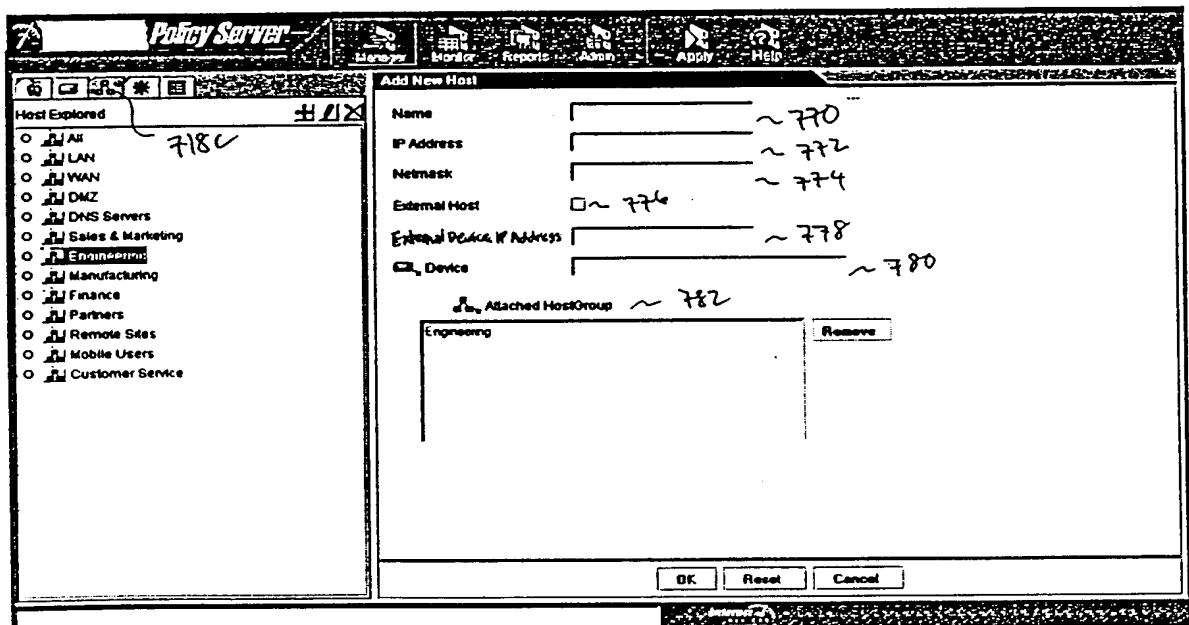 Policy Server
Manager Monitor Reports Admin Apply Help
Host Explored
718C
All
LAN
WAN
DMZ
DNS Servers
Sales & Marketing
Engineering
Manufacturing
Finance
Partners
Remote Sites
Mobile Users
Customer Service
Add New Host
Name ~ 770
IP Address ~ 772
Netmask ~ 774
External Host ~ 776
External Device IP Address ~ 778
Device ~ 780
Attached HostGroup ~ 782
Engineering
Remove
OK Reset Cancel